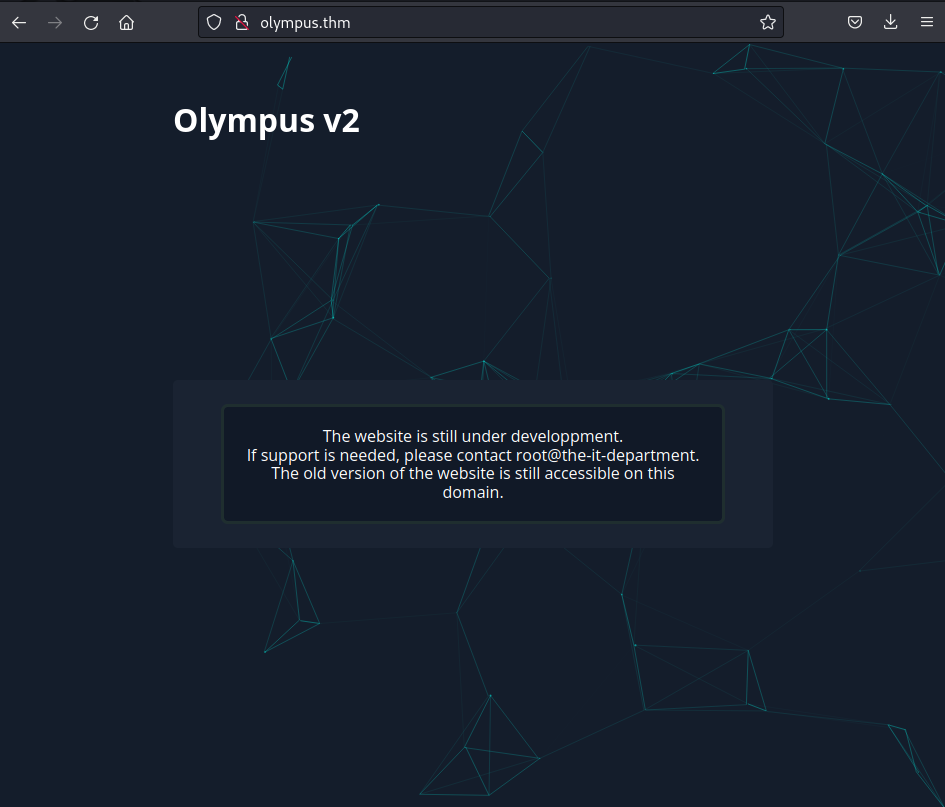 olympus.thm
Olympus v2
The website is still under developpment.
If support is needed, please contact root@the-it-department.
The old version of the website is still accessible on this
domain.